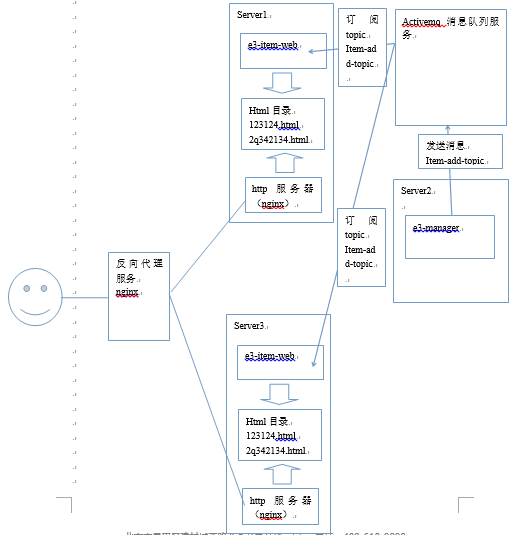 Server1
e3-item-web
Html 目录
123124.html
2q342134.html
http 服务器
（nginx）
订阅
topic
Item-ad
d-topic
Activemq 消息队列服
务
发送消息
Item-add-topic
Server2
e3-manager
订阅
topic
Item-ad
d-topic
反向代理
服务
nginx
Server3
e3-item-web
Html 目录
123124.html
2q342134.html
http 服务器
（nginx）